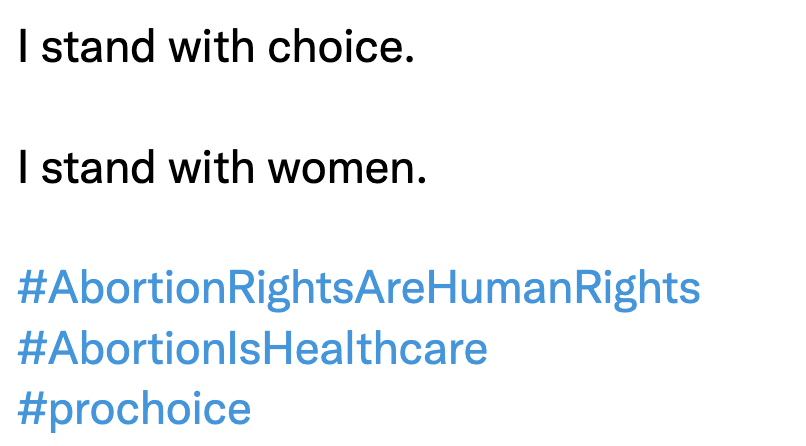 I stand with choice.
I stand with women.
#AbortionRightsAreHumanRights
#AbortionIsHealthcare
#prochoice